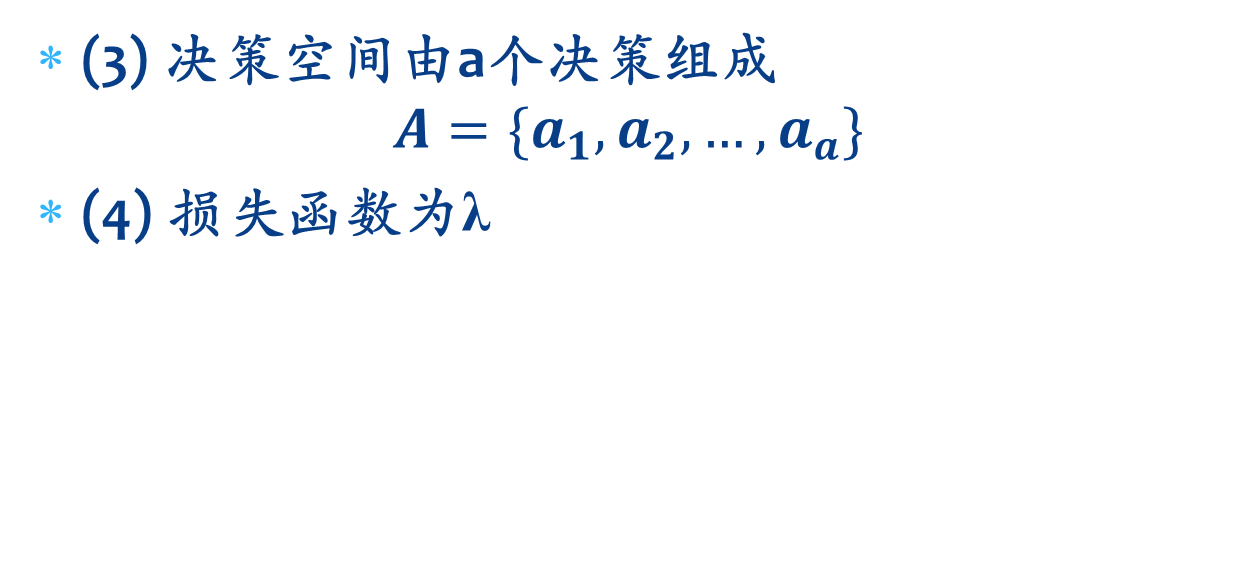 * (3) 决策空间由a个决策组成
A = {a₁, a₂, … , aₐ}
* (4) 损失函数为λ